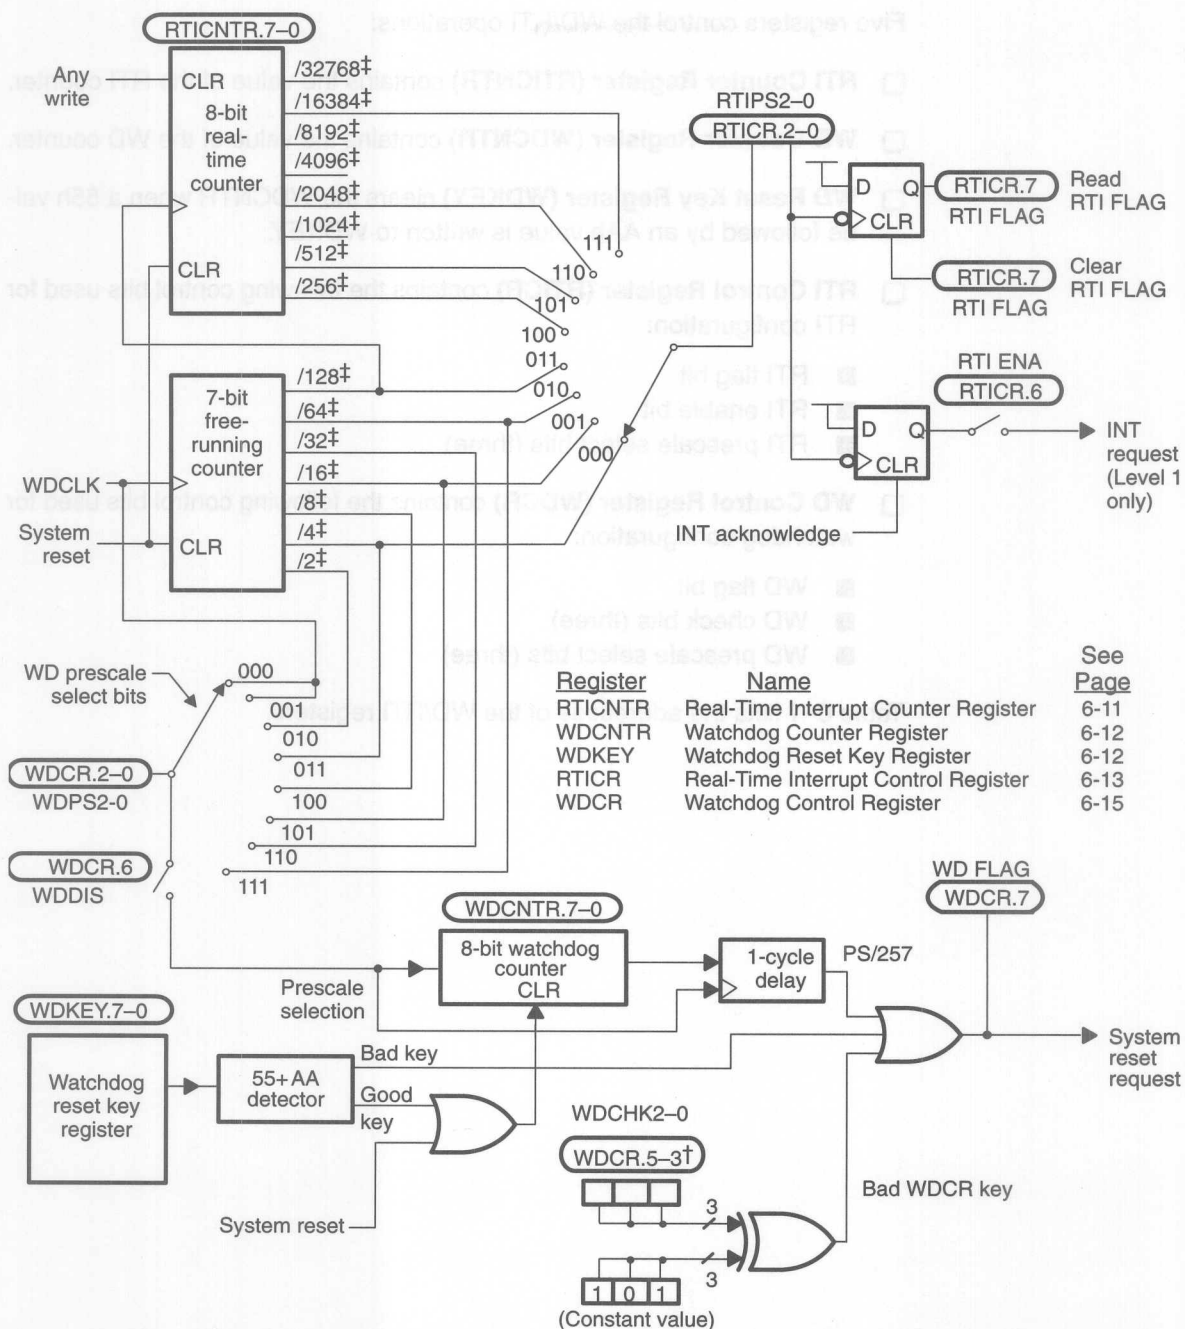 RTICNTR.7–0
Any
write
CLR
8-bit
real-
time
counter
CLR
/32768‡
/16384‡
/8192‡
/4096‡
/2048‡
/1024‡
/512‡
/256‡
111
110
101
100
011
010
001
000
RTIPS2–0
RTICR.2–0
D Q
CLR
RTICR.7
RTI FLAG
Read
RTI FLAG
RTICR.7
RTI FLAG
Clear
RTI FLAG
RTI ENA
RTICR.6
D Q
CLR
INT
request
(Level 1
only)
INT acknowledge
7-bit
free-
running
counter
CLR
/128‡
/64‡
/32‡
/16‡
/8‡
/4‡
/2‡
WDCLK
System
reset
WD prescale
select bits
000
001
010
011
100
101
110
111
WDCR.2–0
WDPS2-0
WDCR.6
WDDIS
Register Name See Page
RTICNTR Real-Time Interrupt Counter Register 6-11
WDCNTR Watchdog Counter Register 6-12
WDKEY Watchdog Reset Key Register 6-12
RTICR Real-Time Interrupt Control Register 6-13
WDCR Watchdog Control Register 6-15
WDCNTR.7–0
8-bit watchdog
counter
CLR
Prescale
selection
1-cycle
delay
PS/257
WD FLAG
WDCR.7
System
reset
request
WDKEY.7–0
Watchdog
reset key
register
55+AA
detector
Bad key
Good
key
System reset
WDCHK2–0
WDCR.5–3†
3
3
1 0 1
(Constant value)
Bad WDCR key